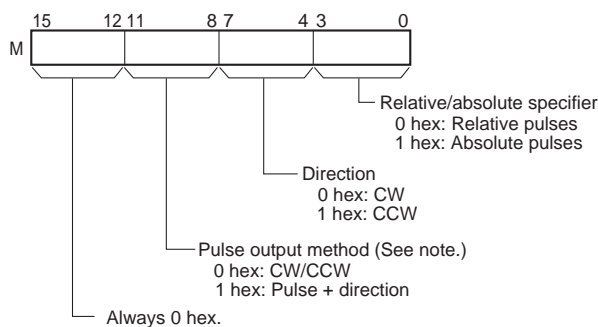 15 12 11 8 7 4 3 0
M
Relative/absolute specifier
0 hex: Relative pulses
1 hex: Absolute pulses
Direction
0 hex: CW
1 hex: CCW
Pulse output method (See note.)
0 hex: CW/CCW
1 hex: Pulse + direction
Always 0 hex.